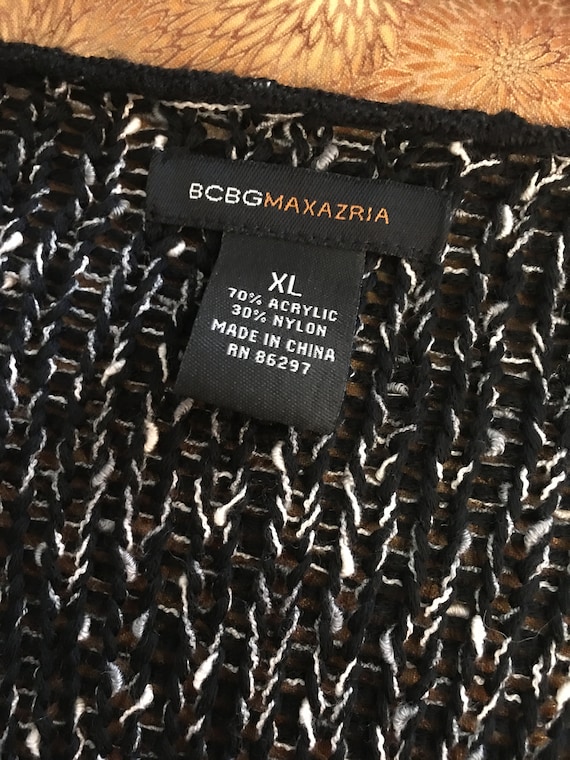 BCBGMAXAZRIA
XL
70% ACRYLIC
30% NYLON
MADE IN CHINA
RN 86297